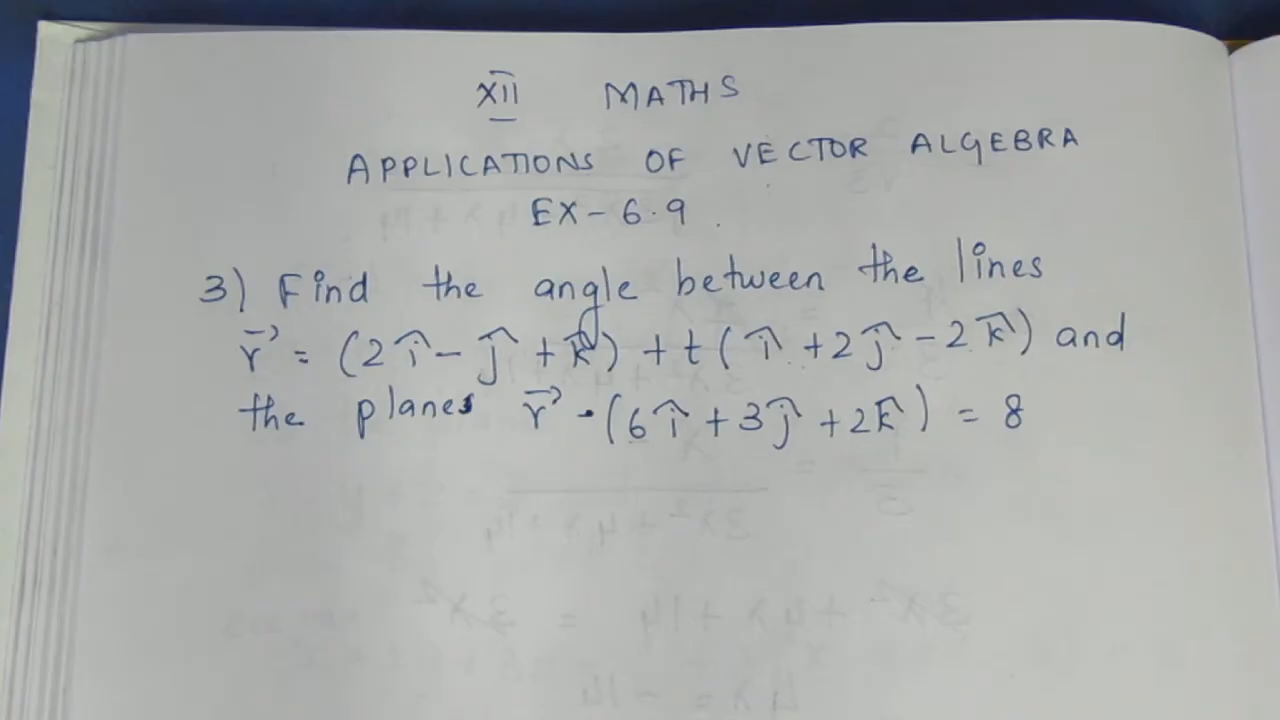 XII MATHS
APPLICATIONS OF VECTOR ALGEBRA
EX - 6.9
3) Find the angle between the lines
r⃗ = (2î - ĵ + k̂) + t(î + 2ĵ - 2k̂) and
the planes r⃗ · (6î + 3ĵ + 2k̂) = 8